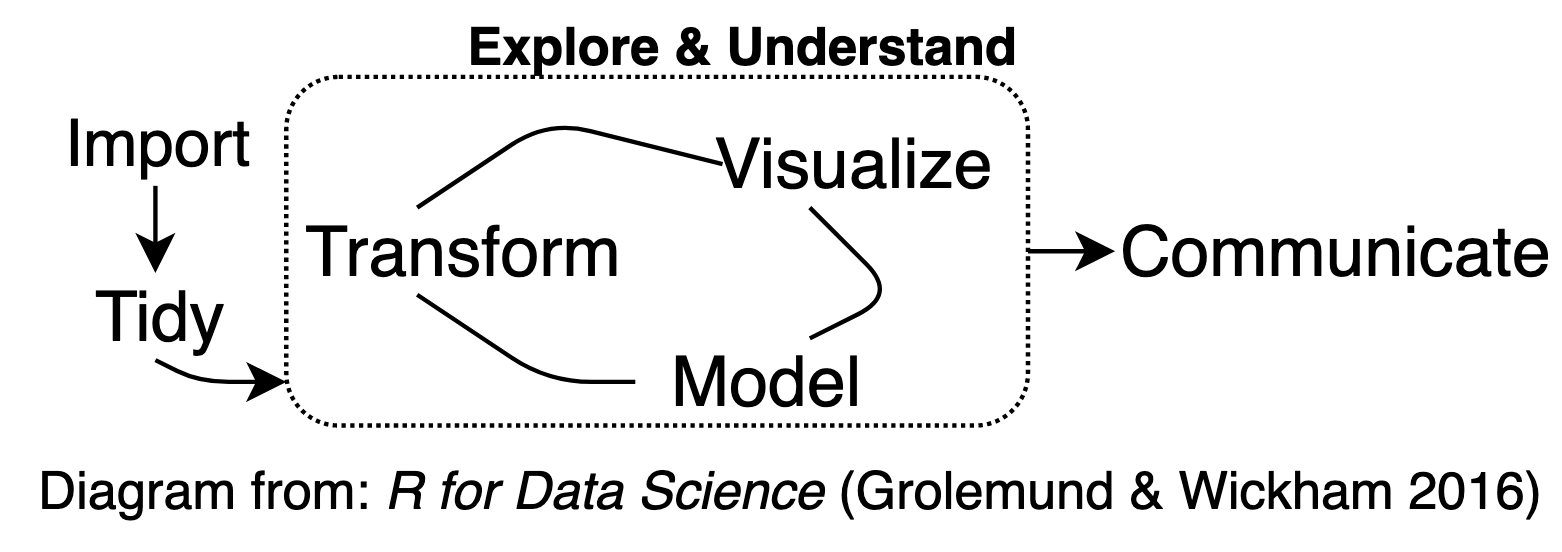 Explore & Understand
Import
Tidy
Transform
Visualize
Model
Communicate
Diagram from: R for Data Science (Grolemund & Wickham 2016)